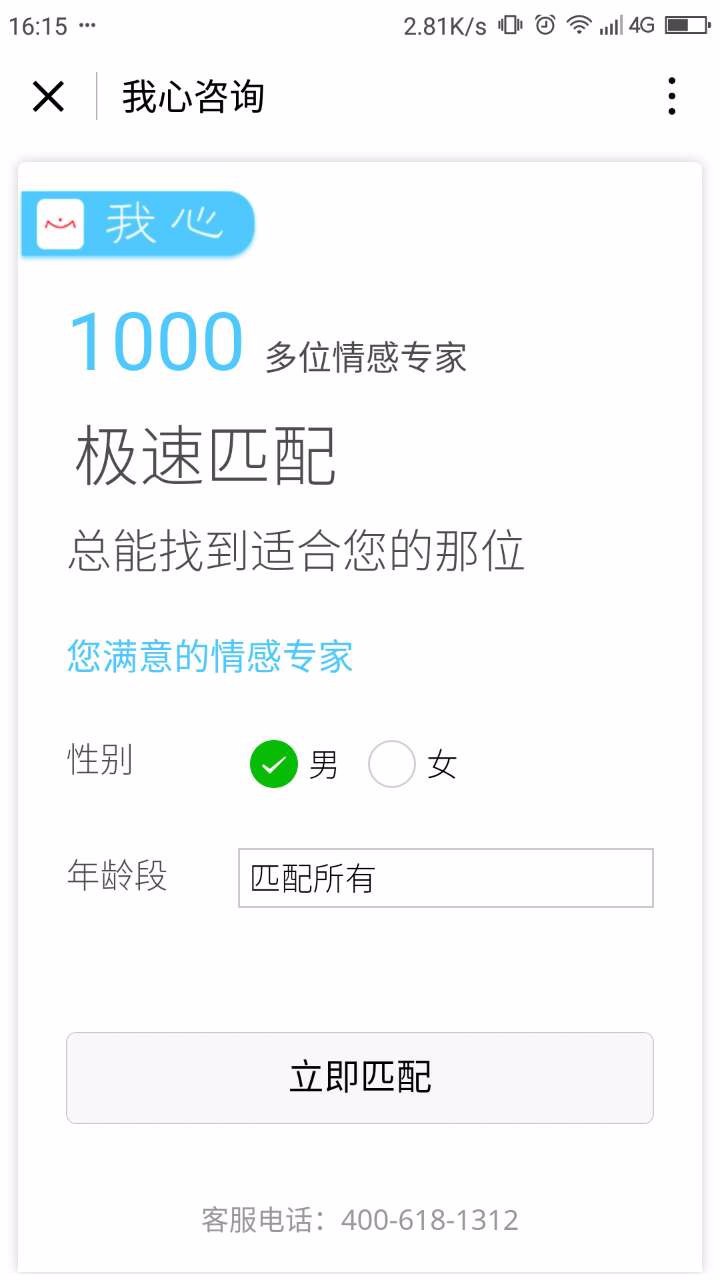 16:15 ··· 2.81K/s 4G
我心咨询
我心
1000 多位情感专家
极速匹配
总能找到适合您的那位
您满意的情感专家
性别 男 女
年龄段 匹配所有
立即匹配
客服电话：400-618-1312